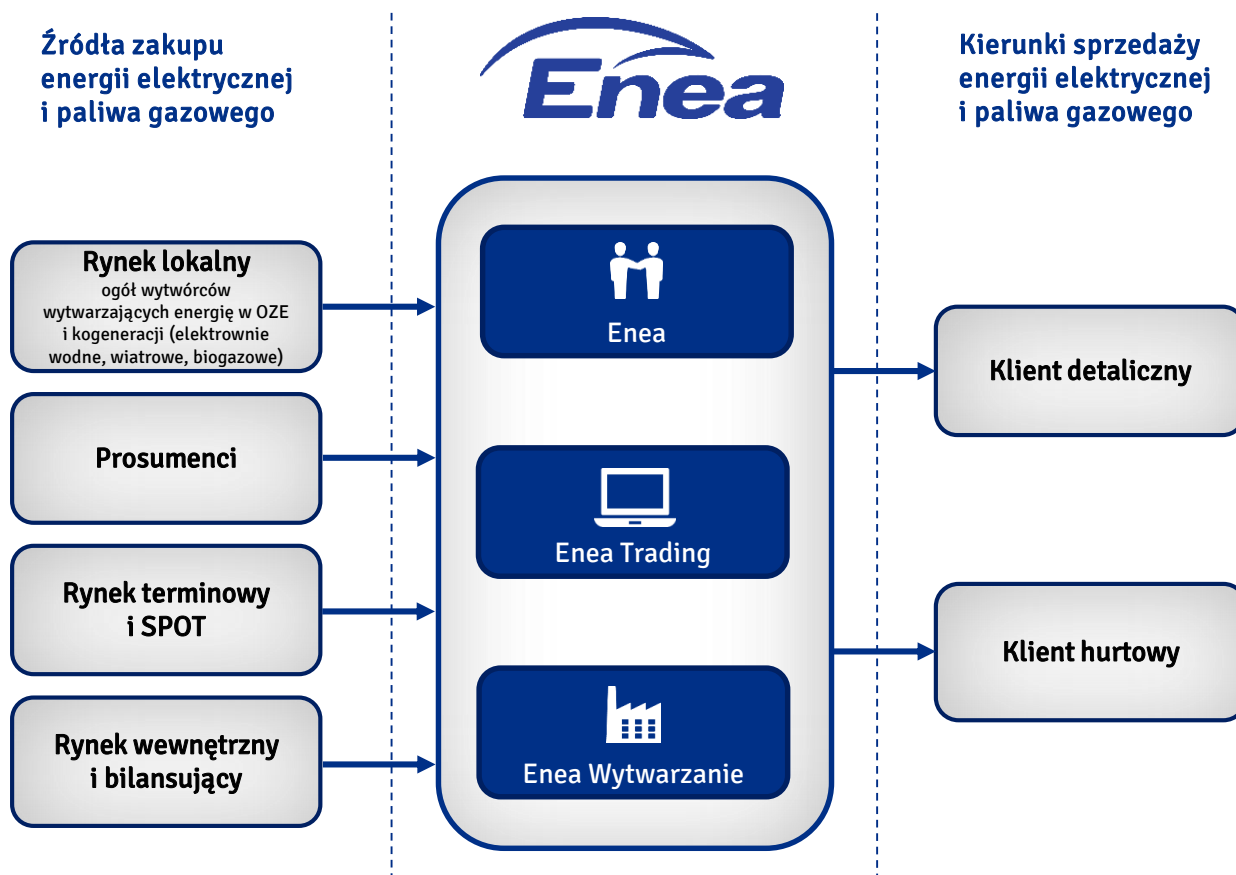 Źródła zakupu
energii elektrycznej
i paliwa gazowego
Enea
Kierunki sprzedaży
energii elektrycznej
i paliwa gazowego
Rynek lokalny
ogół wytwórców
wytwarzających energię w OZE
i kogeneracji (elektrownie
wodne, wiatrowe, biogazowe)
Prosumenci
Rynek terminowy
i SPOT
Rynek wewnętrzny
i bilansujący
Enea
Enea Trading
Enea Wytwarzanie
Klient detaliczny
Klient hurtowy